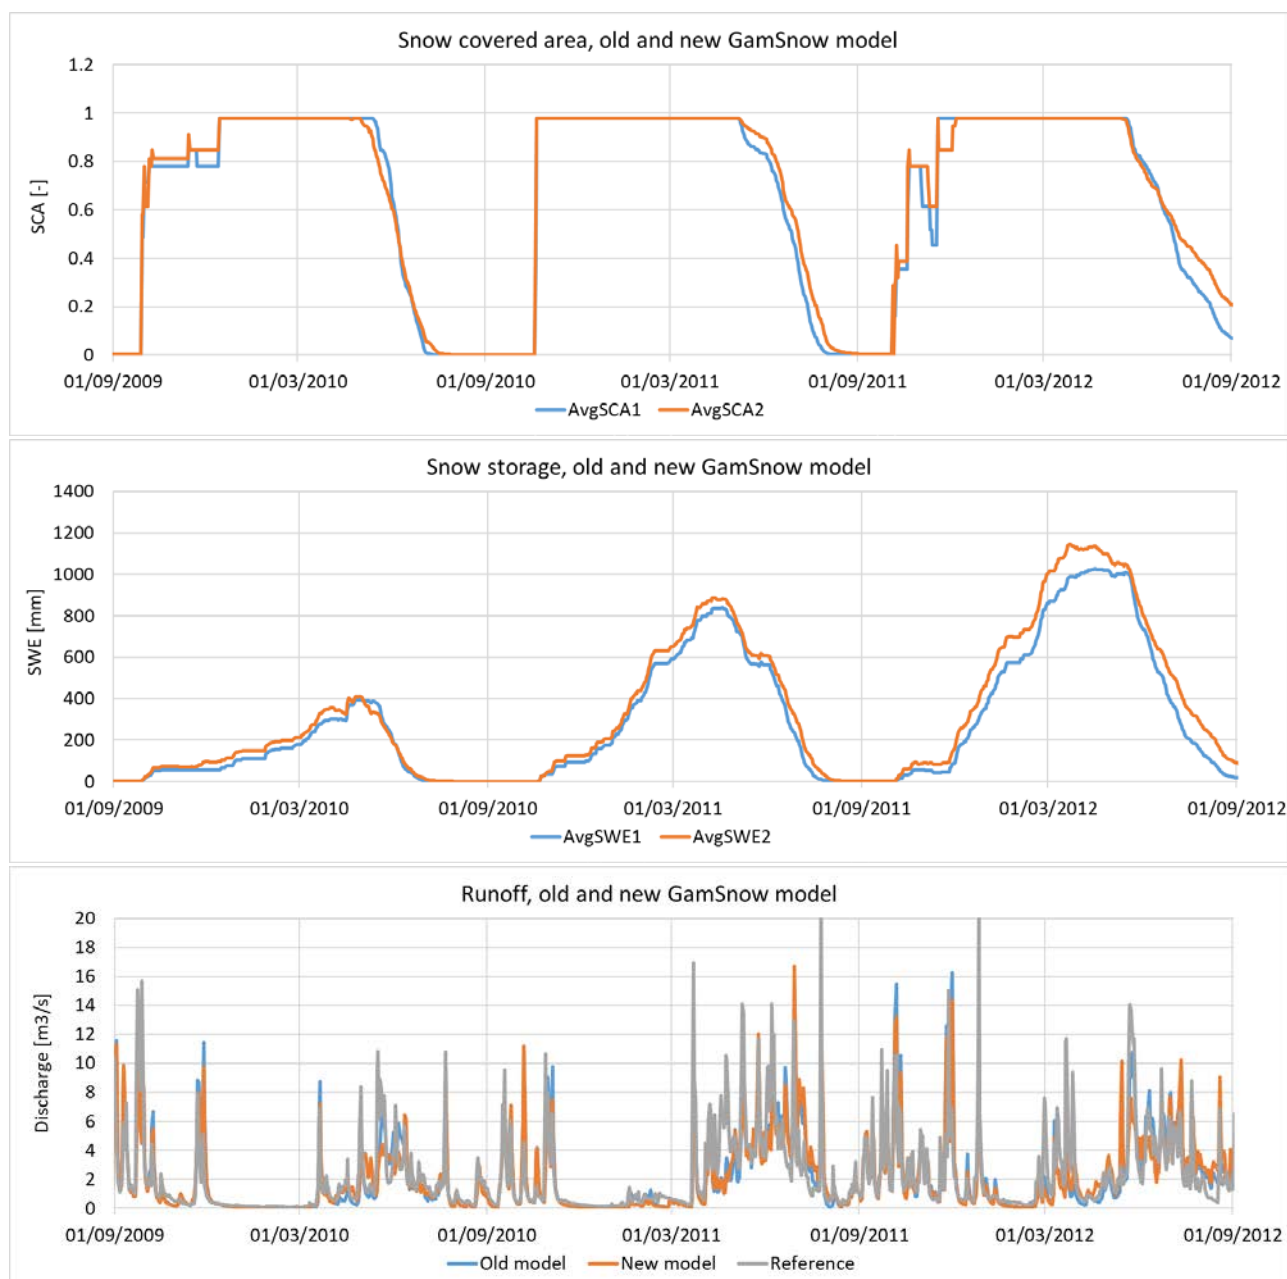 Snow covered area, old and new GamSnow model
1.2
1
0.8
0.6
0.4
0.2
0
SCA [-]
01/09/2009 01/03/2010 01/09/2010 01/03/2011 01/09/2011 01/03/2012 01/09/2012
AvgSCA1 AvgSCA2
Snow storage, old and new GamSnow model
1400
1200
1000
800
600
400
200
0
SWE [mm]
01/09/2009 01/03/2010 01/09/2010 01/03/2011 01/09/2011 01/03/2012 01/09/2012
AvgSWE1 AvgSWE2
Runoff, old and new GamSnow model
20
18
16
14
12
10
8
6
4
2
0
Discharge [m3/s]
01/09/2009 01/03/2010 01/09/2010 01/03/2011 01/09/2011 01/03/2012 01/09/2012
Old model New model Reference